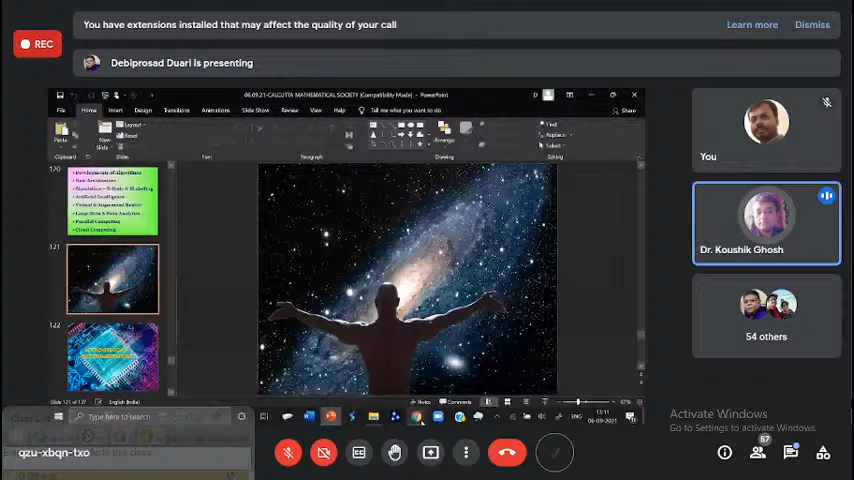 You have extensions installed that may affect the quality of your call
Learn more
Dismiss
REC
Debiprosad Duari is presenting
06.09.21-CALCUTTA MATHEMATICAL SOCIETY [Compatibility Mode] - PowerPoint
D
File Home Insert Design Transitions Animations Slide Show Review View Help Tell me what you want to do
Share
Paste
New
Layout
Reset
Arrange
Find
Replace
Select
Clipboard
Slides
Paragraph
Drawing
Editing
120
Developments of Algorithms
Artificial Intelligence
Virtual & Augmented Reality
Large Data & Data Analytics
Parallel Computing
Cloud Computing
121
122
Slide 121 of 137
English (India)
Notes
Comments
67%
Type here to search
ENG
13:11
06-09-2021
You
Dr. Koushik Ghosh
54 others
Activate Windows
Go to Settings to activate Windows.
qzu-xbqn-txo
57